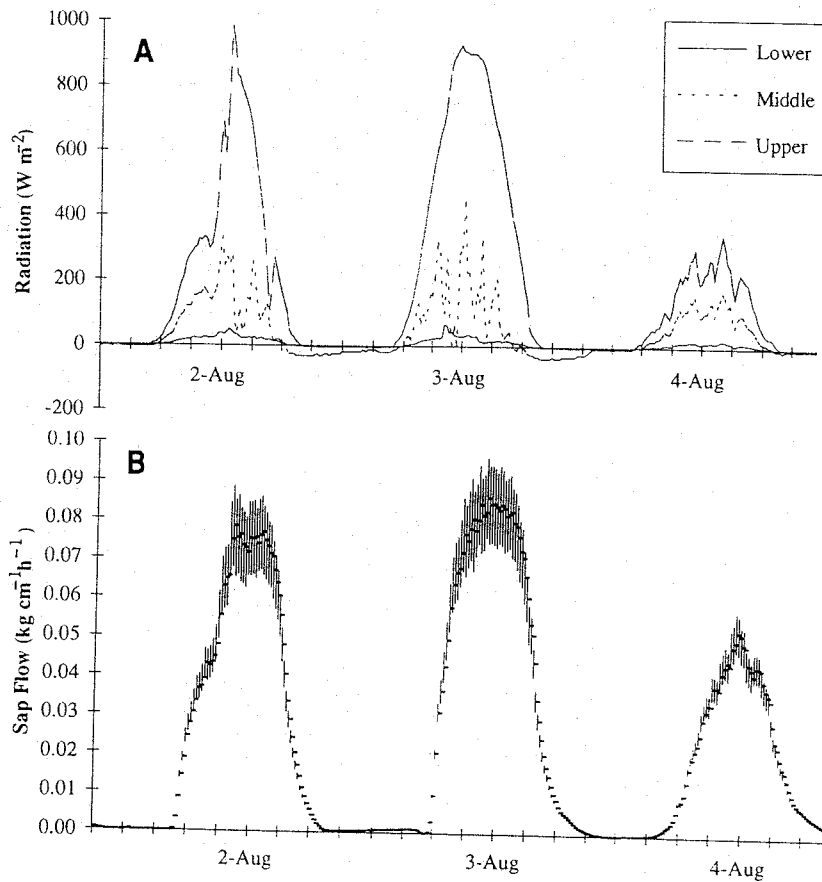 A
Radiation (W m⁻²)
1000
800
600
400
200
0
-200
Lower
Middle
Upper
2-Aug
3-Aug
4-Aug
B
Sap Flow (kg cm⁻¹h⁻¹)
0.10
0.09
0.08
0.07
0.06
0.05
0.04
0.03
0.02
0.01
0.00
2-Aug
3-Aug
4-Aug